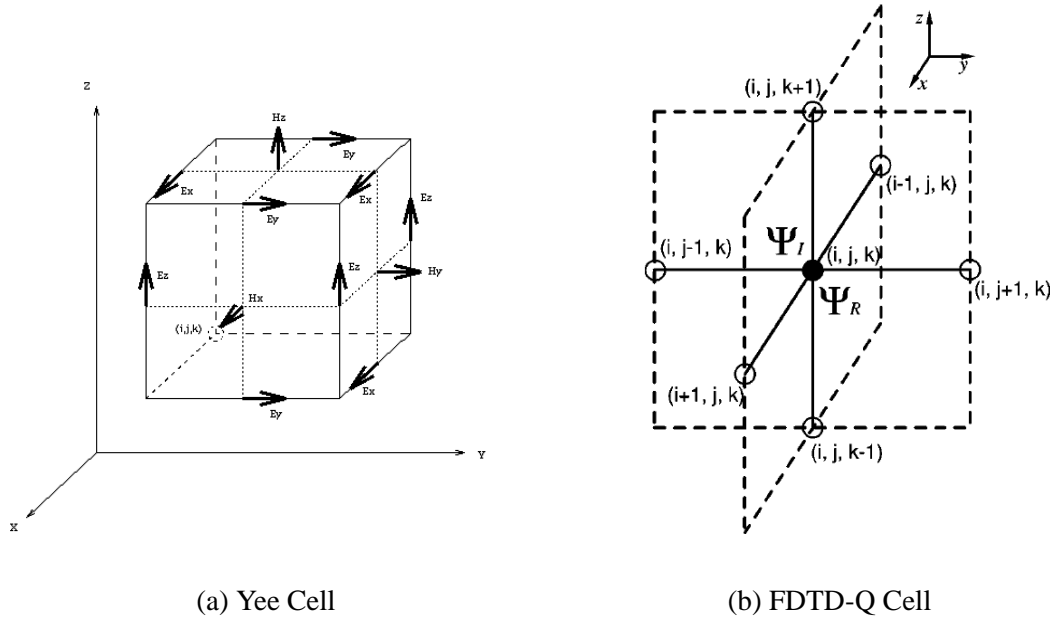 Z
Hz
Ey
Ex
Ex
Ey
Ez
Ez
Ez
Hy
Hx
(i,j,k)
Ex
Ey
Y
X
z
y
x
(i, j, k+1)
(i-1, j, k)
(i, j-1, k)
Ψ_I
(i, j, k)
Ψ_R
(i, j+1, k)
(i+1, j, k)
(i, j, k-1)
(a) Yee Cell
(b) FDTD-Q Cell